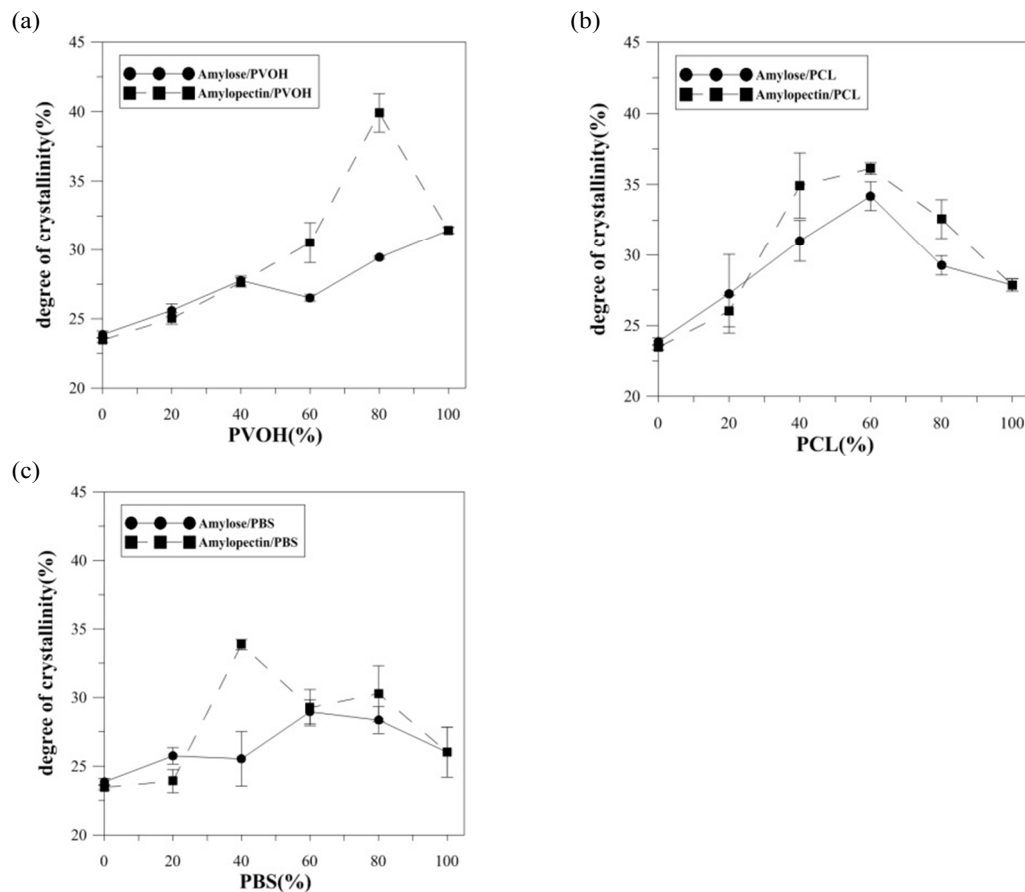 (a)
45
40
35
30
25
20
degree of crystallinity(%)
Amylose/PVOH
Amylopectin/PVOH
0 20 40 60 80 100
PVOH(%)
(b)
45
40
35
30
25
20
degree of crystallinity(%)
Amylose/PCL
Amylopectin/PCL
0 20 40 60 80 100
PCL(%)
(c)
45
40
35
30
25
20
degree of crystallinity(%)
Amylose/PBS
Amylopectin/PBS
0 20 40 60 80 100
PBS(%)